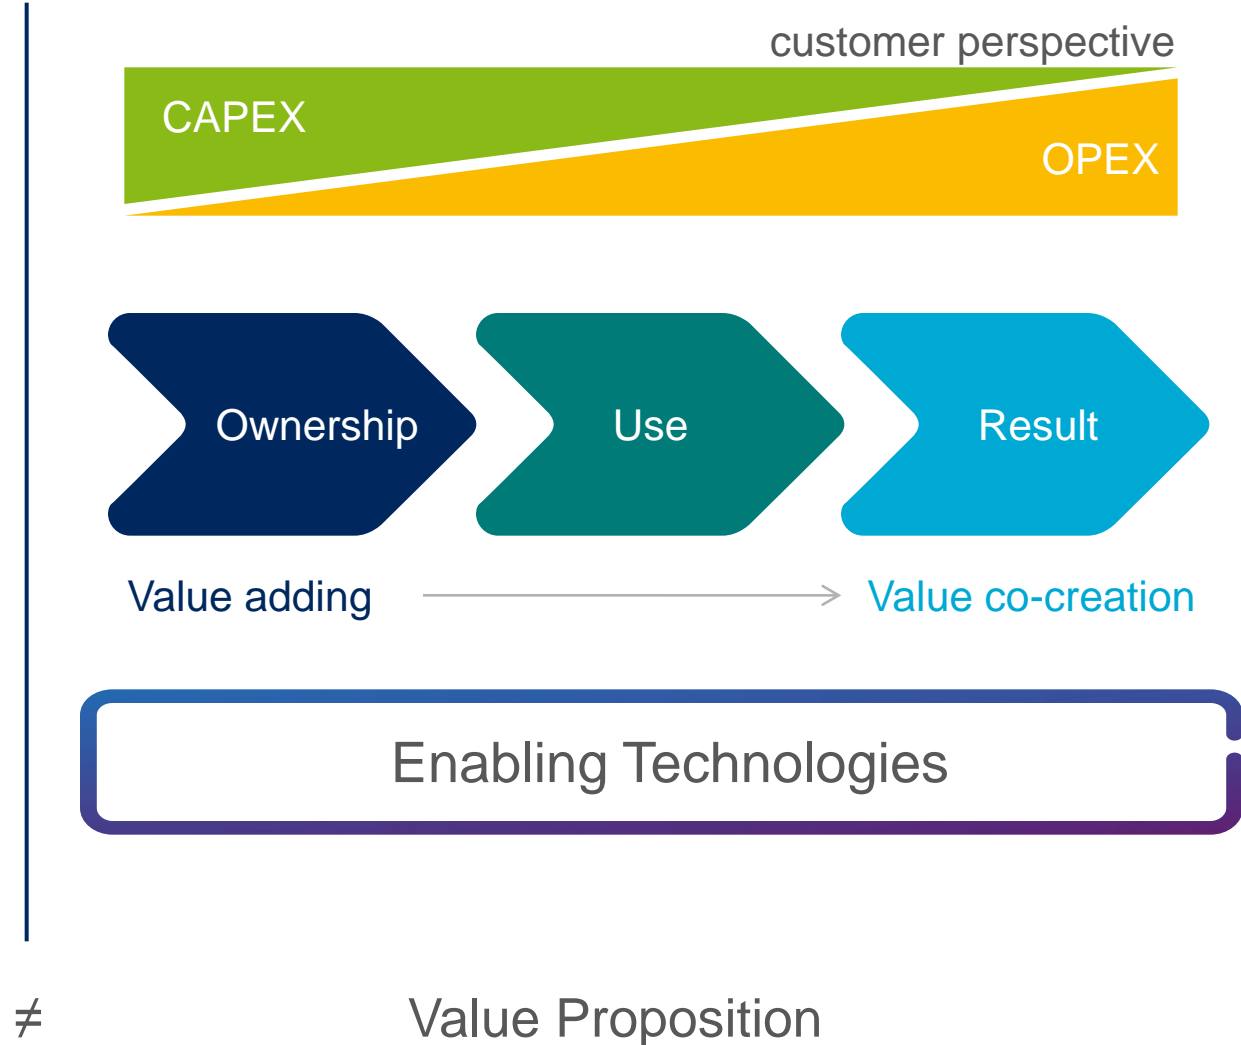 customer perspective
CAPEX
OPEX
Ownership
Use
Result
Value adding
Value co-creation
Enabling Technologies
≠
Value Proposition